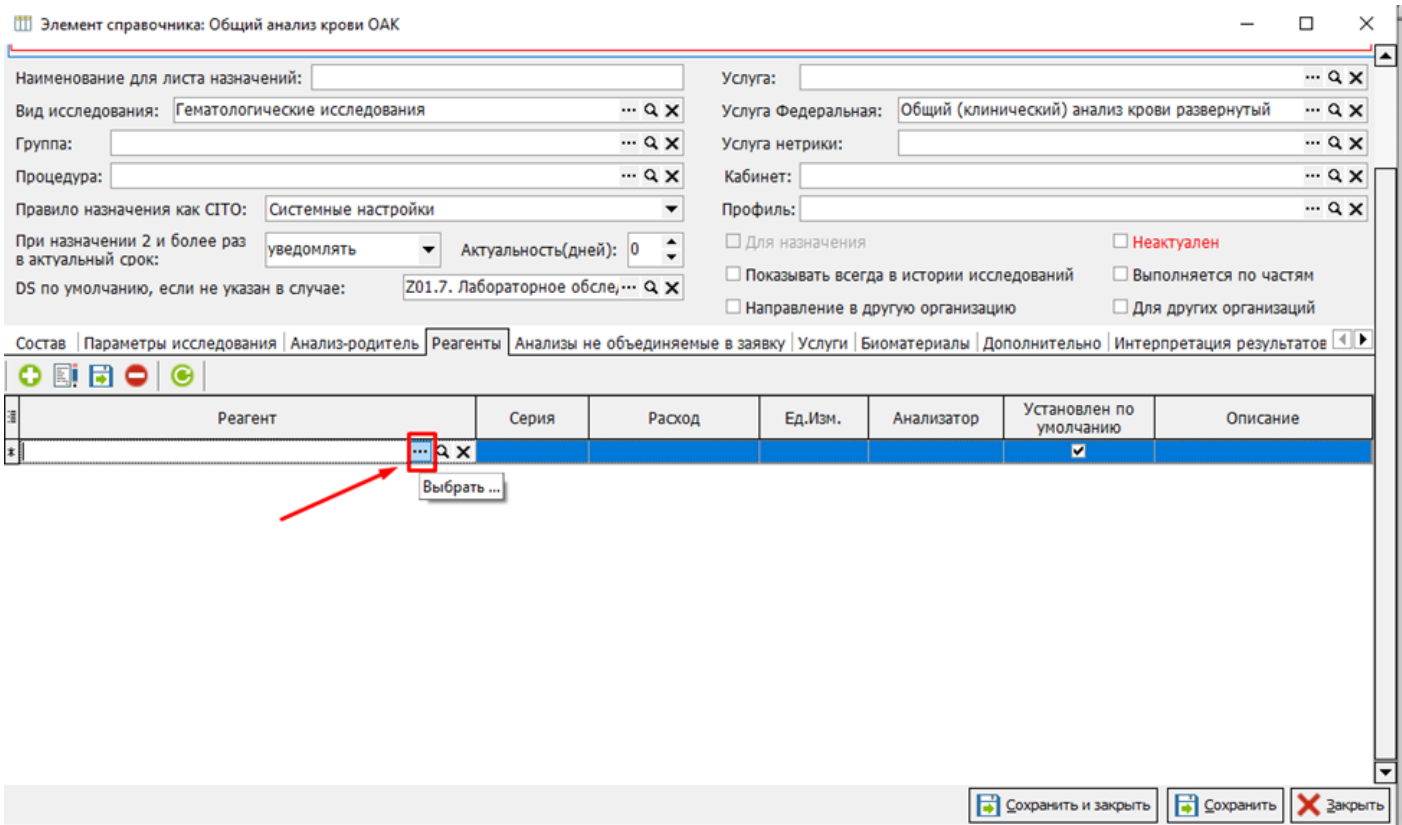 Элемент справочника: Общий анализ крови ОАК
Наименование для листа назначений:
Услуга:
Вид исследования: Гематологические исследования
Услуга Федеральная: Общий (клинический) анализ крови развернутый
Группа:
Услуга нетрики:
Процедура:
Кабинет:
Правило назначения как CITO: Системные настройки
Профиль:
При назначении 2 и более раз
в актуальный срок:
уведомлять
Актуальность(дней): 0
Для назначения
Неактуален
Показывать всегда в истории исследований
Выполняется по частям
DS по умолчанию, если не указан в случае: Z01.7. Лабораторное обсле,
Направление в другую организацию
Для других организаций
Состав Параметры исследования Анализ-родитель Реагенты Анализы не объединяемые в заявку Услуги Биоматериалы Дополнительно Интерпретация результатов
Реагент Серия Расход Ед.Изм. Анализатор Установлен по
умолчанию
Описание
Выбрать ...
Сохранить и закрыть Сохранить Закрыть